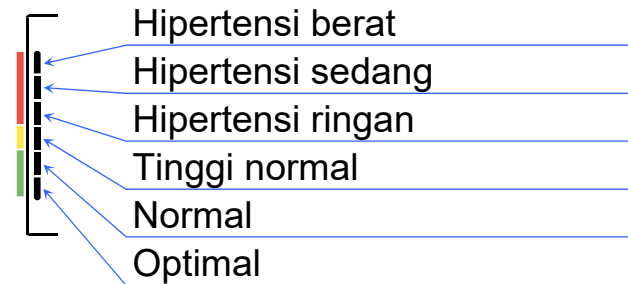 Hipertensi berat
Hipertensi sedang
Hipertensi ringan
Tinggi normal
Normal
Optimal